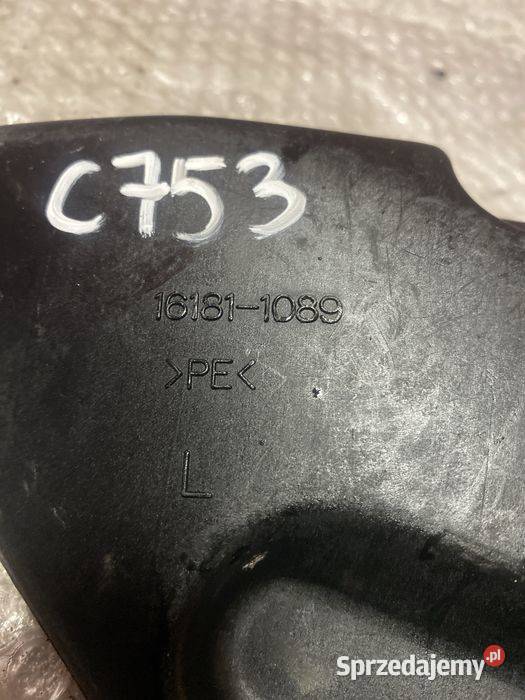 C753
16181-1089
>PE<
L
Sprzedajemy.pl